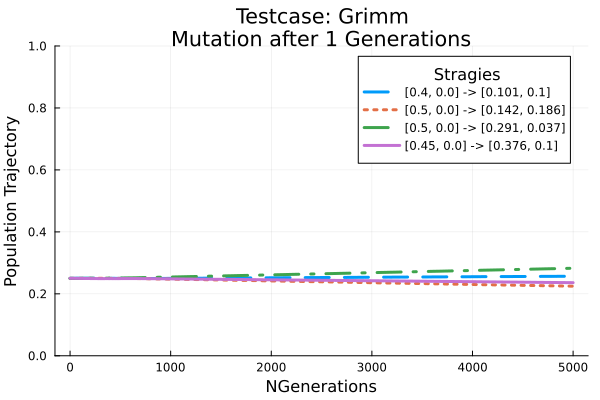 Testcase: Grimm
Mutation after 1 Generations
Stragies
[0.4, 0.0] -> [0.101, 0.1]
[0.5, 0.0] -> [0.142, 0.186]
[0.5, 0.0] -> [0.291, 0.037]
[0.45, 0.0] -> [0.376, 0.1]
Population Trajectory
1.0
0.8
0.6
0.4
0.2
0.0
0 1000 2000 3000 4000 5000
NGenerations